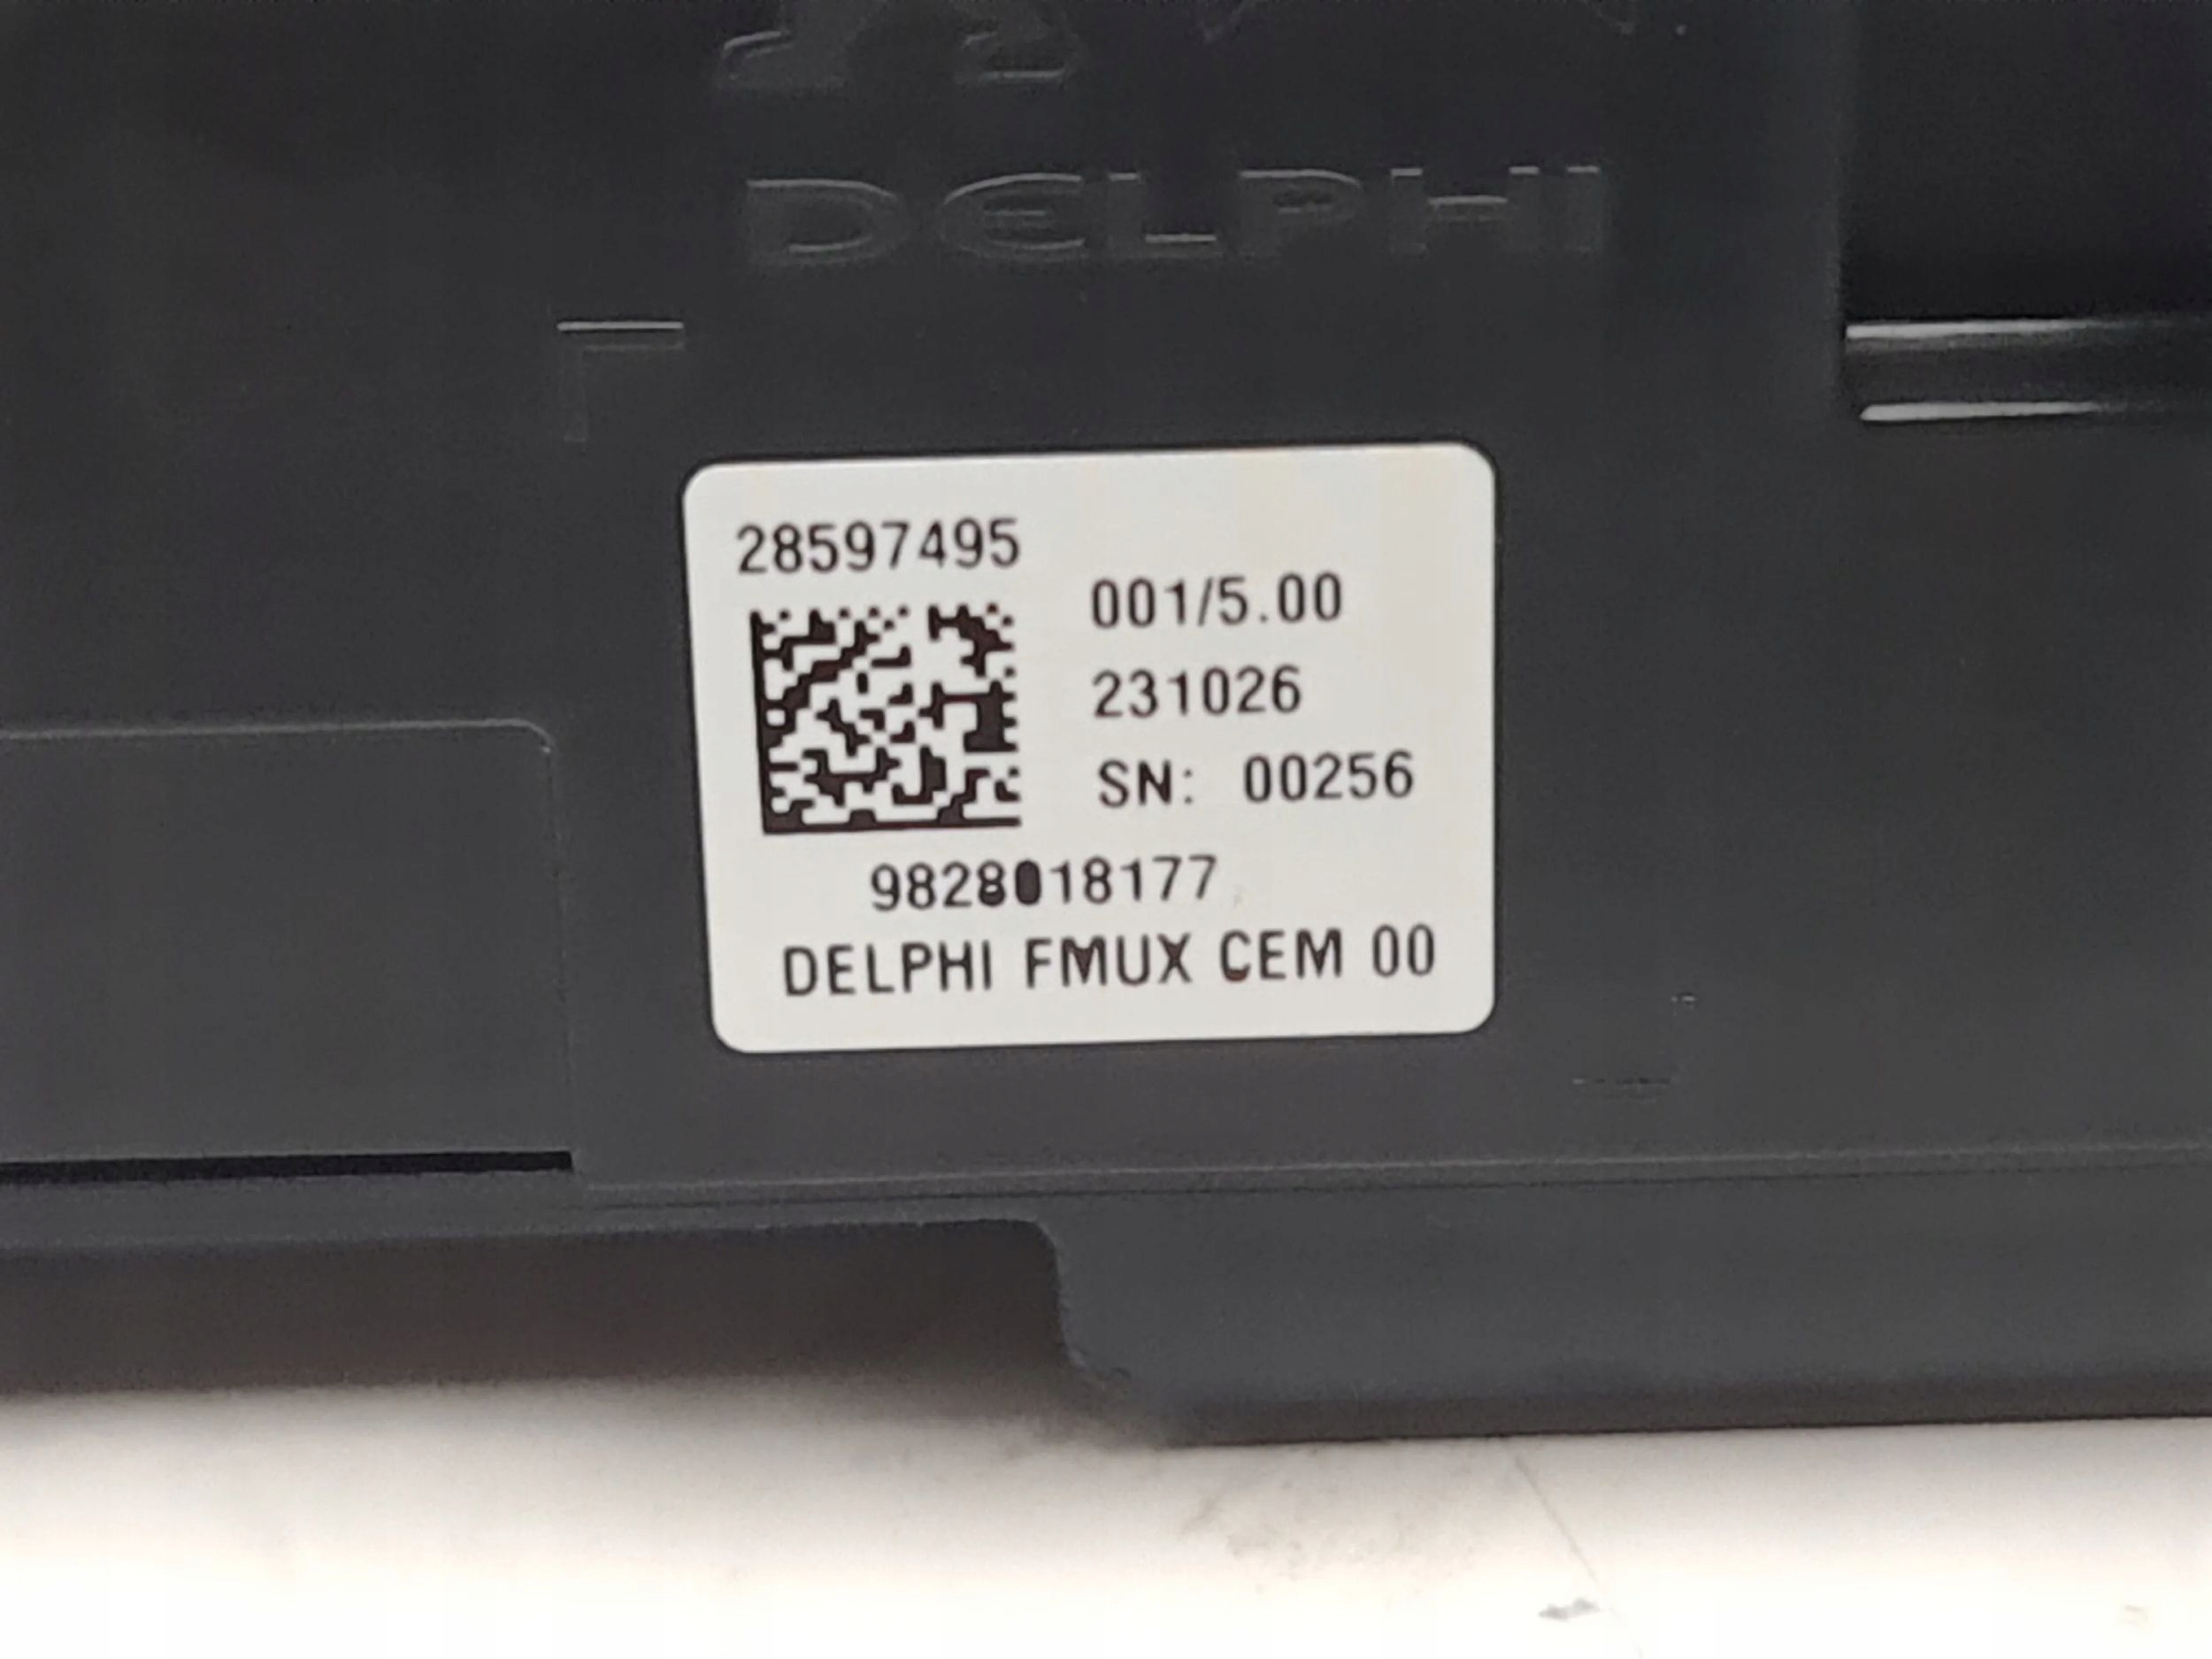 DELPHI
28597495
001/5.00
231026
SN: 00256
9828018177
DELPHI FMUX CEM 00